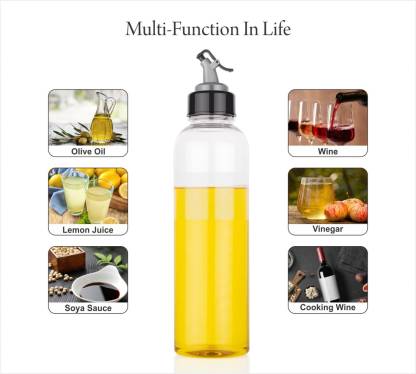 Multi-Function In Life
Olive Oil
Wine
Lemon Juice
Vinegar
Soya Sauce
Cooking Wine